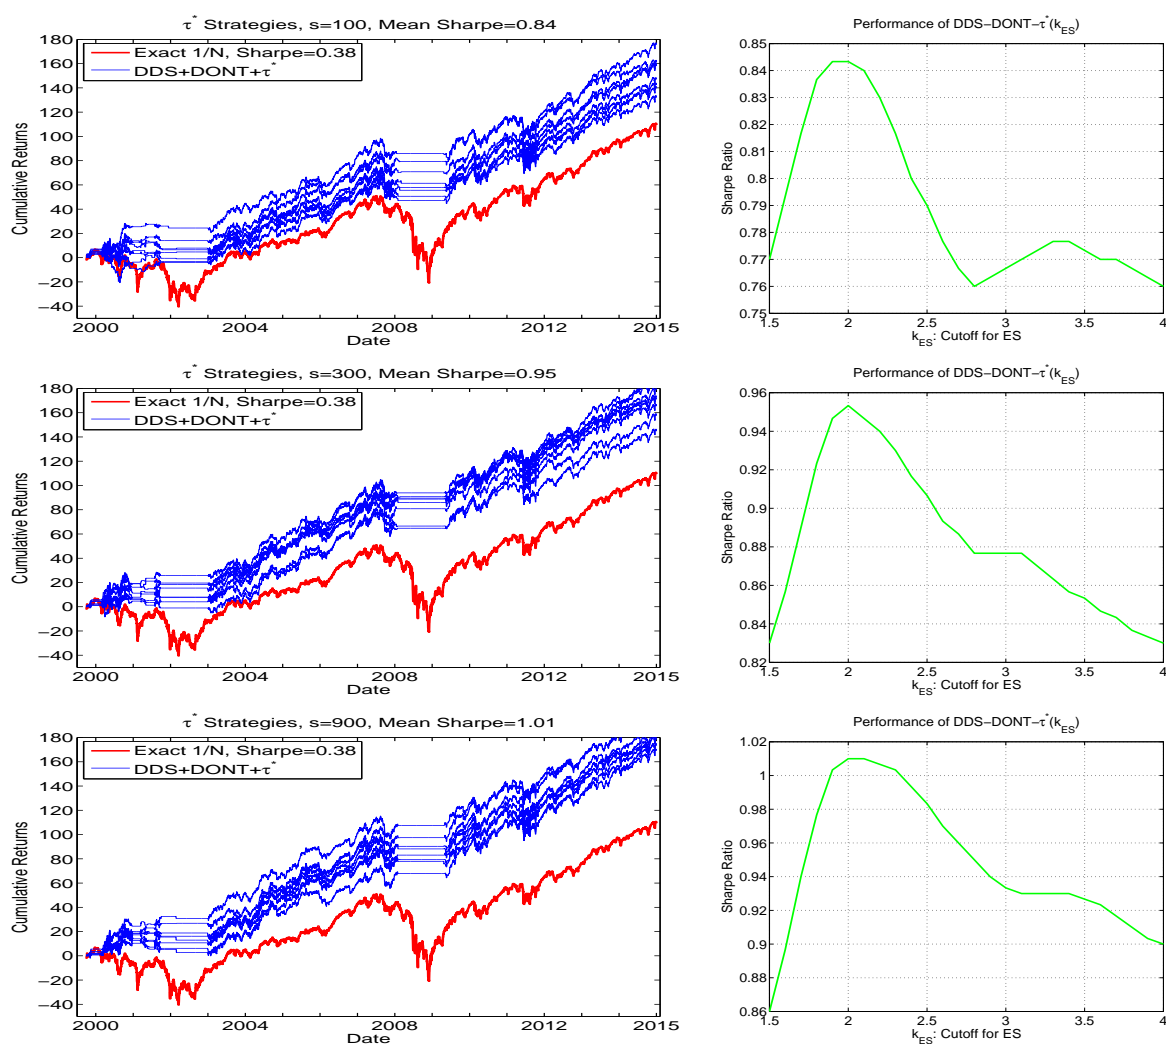 τ* Strategies, s=100, Mean Sharpe=0.84
Exact 1/N, Sharpe=0.38
DDS+DONT+τ*
Cumulative Returns
180
160
140
120
100
80
60
40
20
0
−20
−40
2000 2004 2008 2012 2015
Date
Performance of DDS−DONT−τ*(k_ES)
Sharpe Ratio
0.85
0.84
0.83
0.82
0.81
0.8
0.79
0.78
0.77
0.76
0.75
1.5 2 2.5 3 3.5 4
k_ES: Cutoff for ES
τ* Strategies, s=300, Mean Sharpe=0.95
Exact 1/N, Sharpe=0.38
DDS+DONT+τ*
Cumulative Returns
180
160
140
120
100
80
60
40
20
0
−20
−40
2000 2004 2008 2012 2015
Date
Performance of DDS−DONT−τ*(k_ES)
Sharpe Ratio
0.96
0.94
0.92
0.9
0.88
0.86
0.84
0.82
1.5 2 2.5 3 3.5 4
k_ES: Cutoff for ES
τ* Strategies, s=900, Mean Sharpe=1.01
Exact 1/N, Sharpe=0.38
DDS+DONT+τ*
Cumulative Returns
180
160
140
120
100
80
60
40
20
0
−20
−40
2000 2004 2008 2012 2015
Date
Performance of DDS−DONT−τ*(k_ES)
Sharpe Ratio
1.02
1
0.98
0.96
0.94
0.92
0.9
0.88
0.86
1.5 2 2.5 3 3.5 4
k_ES: Cutoff for ES